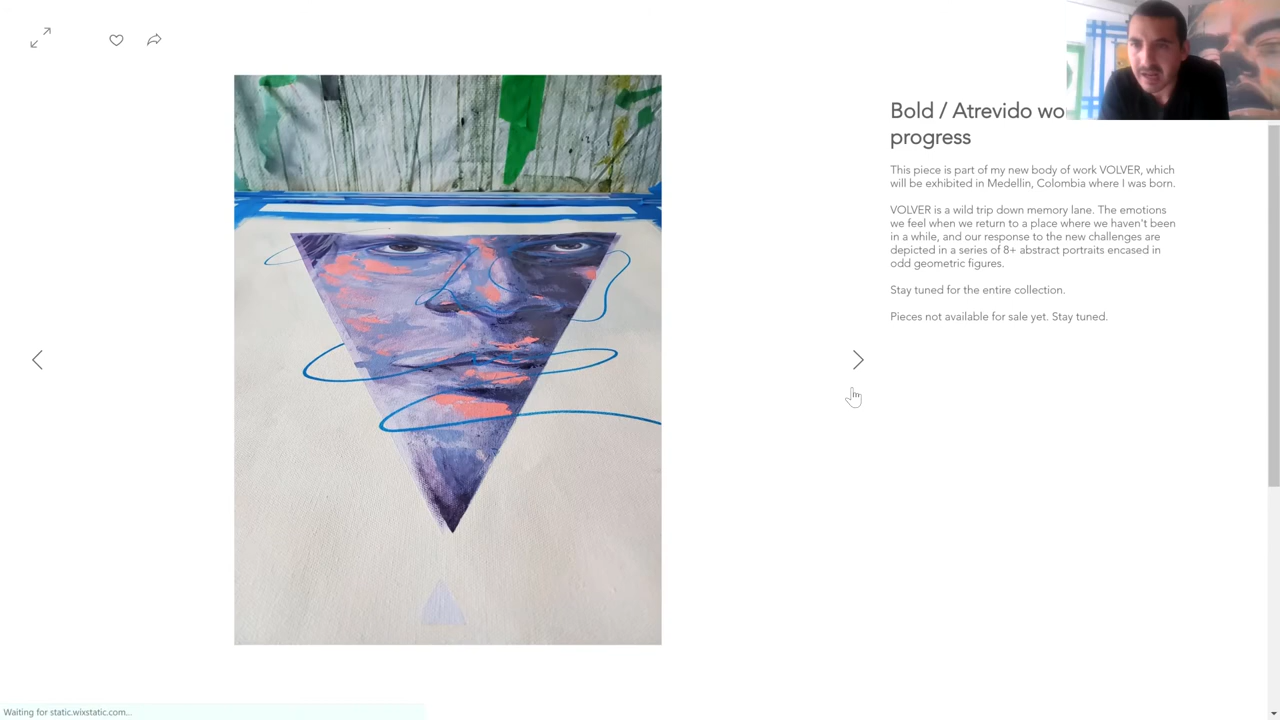 Bold / Atrevido wo
progress
This piece is part of my new body of work VOLVER, which
will be exhibited in Medellin, Colombia where I was born.
VOLVER is a wild trip down memory lane. The emotions
we feel when we return to a place where we haven't been
in a while, and our response to the new challenges are
depicted in a series of 8+ abstract portraits encased in
odd geometric figures.
Stay tuned for the entire collection.
Pieces not available for sale yet. Stay tuned.
Waiting for static.wixstatic.com...